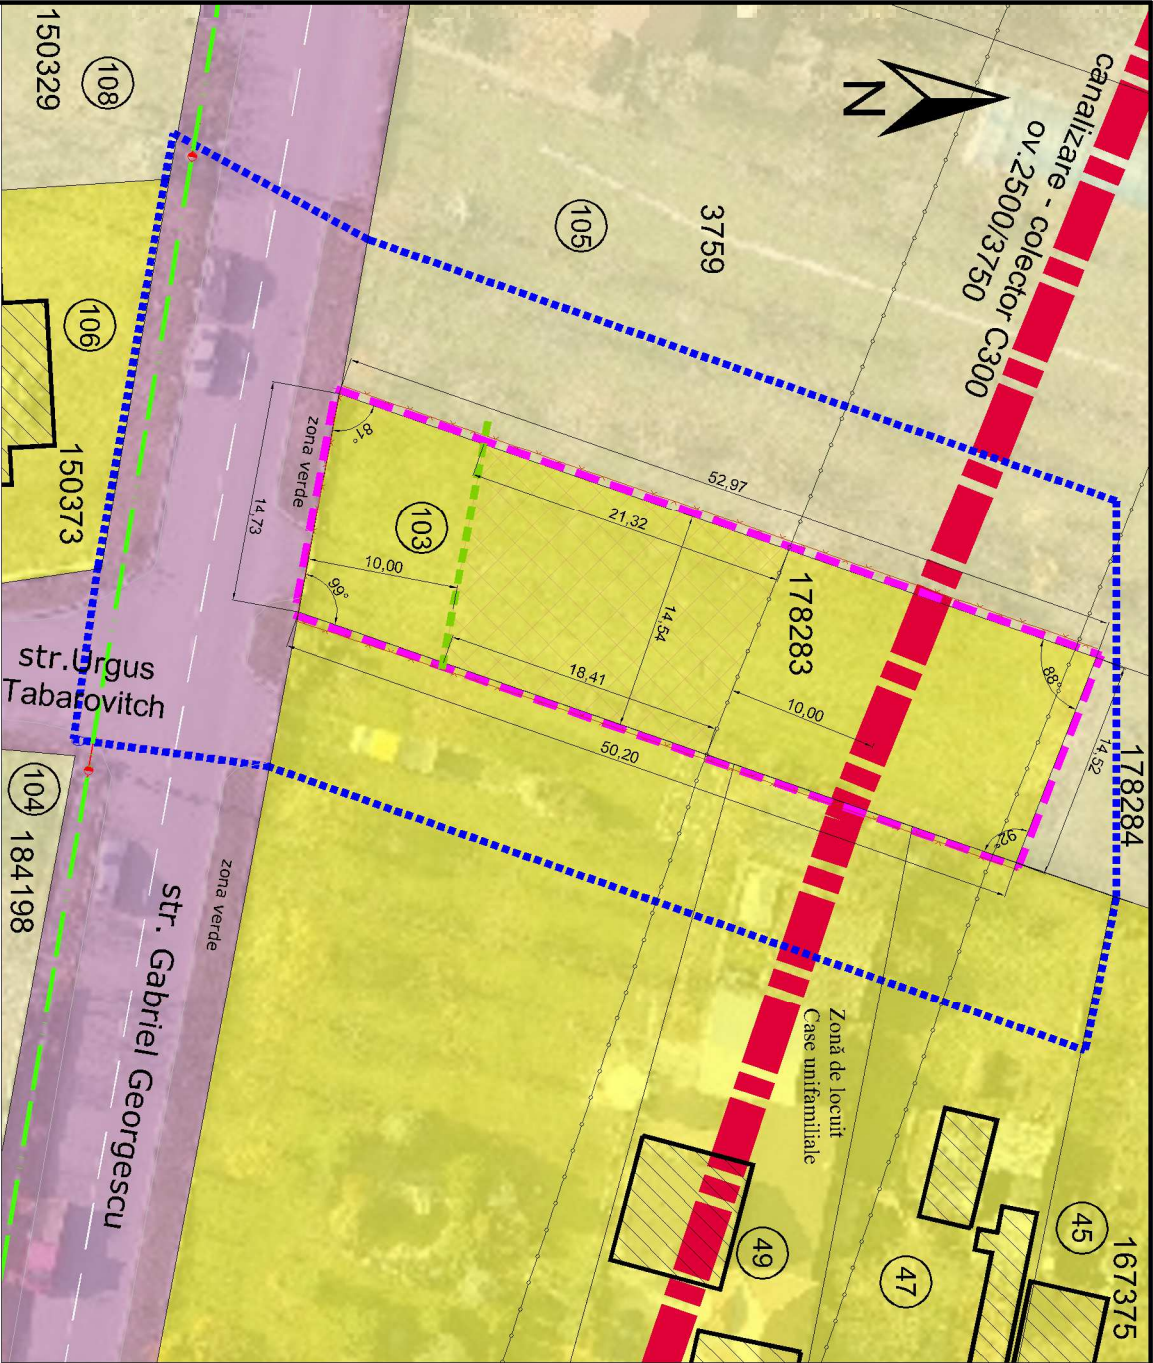 canalizare - colector C300
ov.2500/3750
N
150329
108
105
3759
106
150373
zona verde
81°
14,73
103
10,00
99°
52,97
21,32
14,54
18,41
50,20
178283
10,00
88°
14,52
92°
178284
str.Urgus
Tabarovitch
104
184198
zona verde
str. Gabriel Georgescu
Zonă de locuit
Case unifamiliale
49
47
45
167375